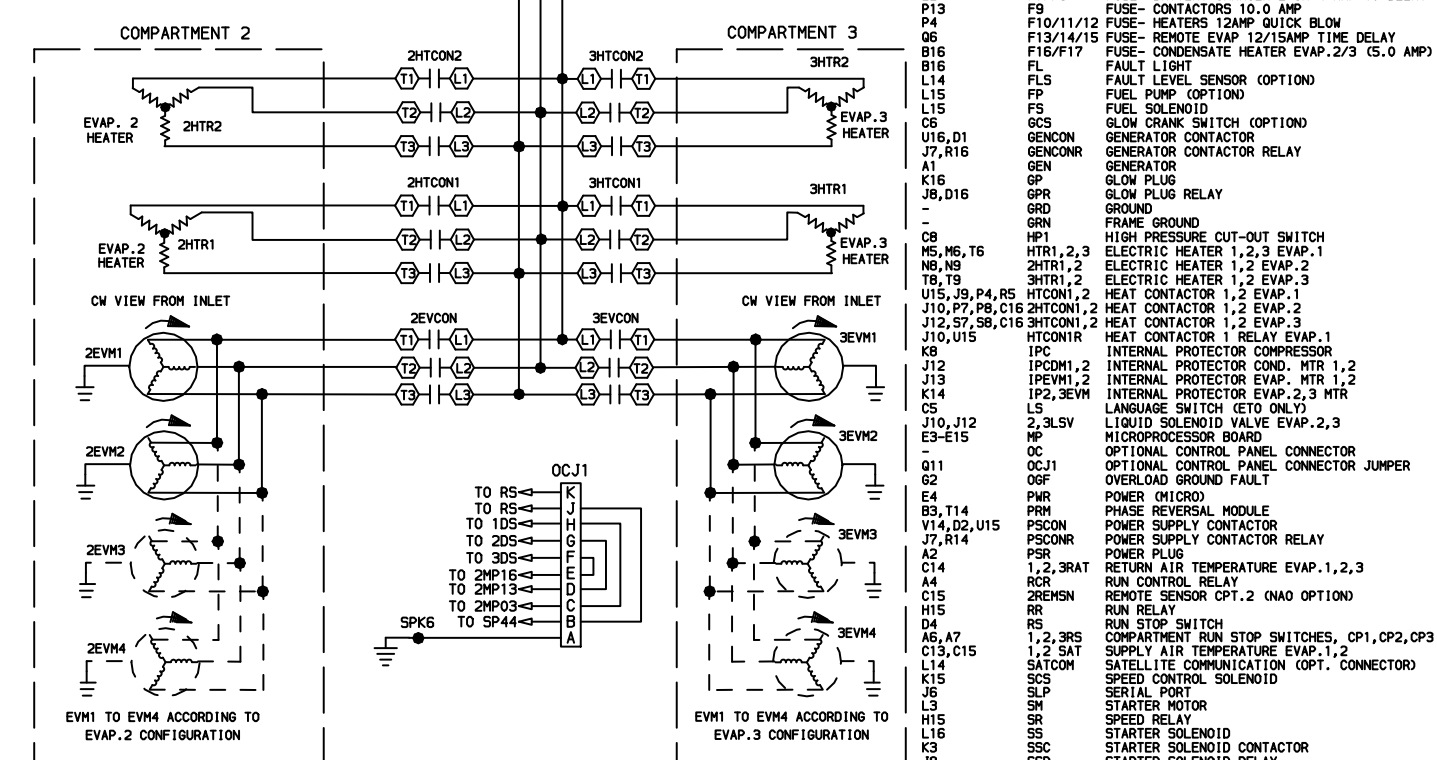 COMPARTMENT 2
2HTCON2
T1 L1
T2 L2
T3 L3
EVAP. 2
HEATER
2HTR2
2HTCON1
T1 L1
T2 L2
T3 L3
EVAP.2
HEATER
2HTR1
CW VIEW FROM INLET
2EVCON
T1 L1
T2 L2
T3 L3
2EVM1
2EVM2
2EVM3
2EVM4
EVM1 TO EVM4 ACCORDING TO
EVAP.2 CONFIGURATION
COMPARTMENT 3
3HTCON2
L1 T1
L2 T2
L3 T3
3HTR2
EVAP.3
HEATER
3HTCON1
L1 T1
L2 T2
L3 T3
3HTR1
EVAP.3
HEATER
CW VIEW FROM INLET
3EVCON
L1 T1
L2 T2
L3 T3
3EVM1
3EVM2
3EVM3
3EVM4
EVM1 TO EVM4 ACCORDING TO
EVAP.3 CONFIGURATION
OCJ1
TO RS K
TO RS J
TO 1DS H
TO 2DS G
TO 3DS F
TO 2MP16 E
TO 2MP13 D
TO 2MP03 C
TO SP44 B
A
SPK6
P13 F9 FUSE- CONTACTORS 10.0 AMP
P4 F10/11/12 FUSE- HEATERS 12AMP QUICK BLOW
Q6 F13/14/15 FUSE- REMOTE EVAP 12/15AMP TIME DELAY
B16 F16/F17 FUSE- CONDENSATE HEATER EVAP.2/3 (5.0 AMP)
B16 FL FAULT LIGHT
L14 FLS FAULT LEVEL SENSOR (OPTION)
L15 FP FUEL PUMP (OPTION)
L15 FS FUEL SOLENOID
C6 GCS GLOW CRANK SWITCH (OPTION)
U16,D1 GENCON GENERATOR CONTACTOR
J7,R16 GENCONR GENERATOR CONTACTOR RELAY
A1 GEN GENERATOR
K16 GP GLOW PLUG
J8,D16 GPR GLOW PLUG RELAY
- GRD GROUND
- GRN FRAME GROUND
C8 HP1 HIGH PRESSURE CUT-OUT SWITCH
M5,M6,T6 HTR1,2,3 ELECTRIC HEATER 1,2,3 EVAP.1
N8,N9 2HTR1,2 ELECTRIC HEATER 1,2 EVAP.2
T8,T9 3HTR1,2 ELECTRIC HEATER 1,2 EVAP.3
U15,J9,P4,R5 HTCON1,2 HEAT CONTACTOR 1,2 EVAP.1
J10,P7,P8,C16 2HTCON1,2 HEAT CONTACTOR 1,2 EVAP.2
J12,S7,S8,C16 3HTCON1,2 HEAT CONTACTOR 1,2 EVAP.3
J10,U15 HTCON1R HEAT CONTACTOR 1 RELAY EVAP.1
K8 IPC INTERNAL PROTECTOR COMPRESSOR
J12 IPCDM1,2 INTERNAL PROTECTOR COND. MTR 1,2
J13 IPEVM1,2 INTERNAL PROTECTOR EVAP. MTR 1,2
K14 IP2,3EVM INTERNAL PROTECTOR EVAP.2,3 MTR
C5 LS LANGUAGE SWITCH (ETO ONLY)
J10,J12 2,3LSV LIQUID SOLENOID VALVE EVAP.2,3
E3-E15 MP MICROPROCESSOR BOARD
- OC OPTIONAL CONTROL PANEL CONNECTOR
Q11 OCJ1 OPTIONAL CONTROL PANEL CONNECTOR JUMPER
G2 OGF OVERLOAD GROUND FAULT
E4 PWR POWER (MICRO)
B3,T14 PRM PHASE REVERSAL MODULE
V14,D2,U15 PSCON POWER SUPPLY CONTACTOR
J7,R14 PSCONR POWER SUPPLY CONTACTOR RELAY
A2 PSR POWER PLUG
C14 1,2,3RAT RETURN AIR TEMPERATURE EVAP.1,2,3
A4 RCR RUN CONTROL RELAY
C15 2REMSN REMOTE SENSOR CPT.2 (NAO OPTION)
H15 RR RUN RELAY
D4 RS RUN STOP SWITCH
A6,A7 1,2,3RS COMPARTMENT RUN STOP SWITCHES, CP1,CP2,CP3
C13,C15 1,2 SAT SUPPLY AIR TEMPERATURE EVAP.1,2
L14 SATCOM SATELLITE COMMUNICATION (OPT. CONNECTOR)
K15 SCS SPEED CONTROL SOLENOID
J6 SLP SERIAL PORT
L3 SM STARTER MOTOR
H15 SR SPEED RELAY
L16 SS STARTER SOLENOID
K3 SSC STARTER SOLENOID CONTACTOR